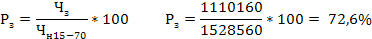 Рз = Чз / Чн15−70 * 100   Рз = 1110160 / 1528560 * 100 = 72,6%